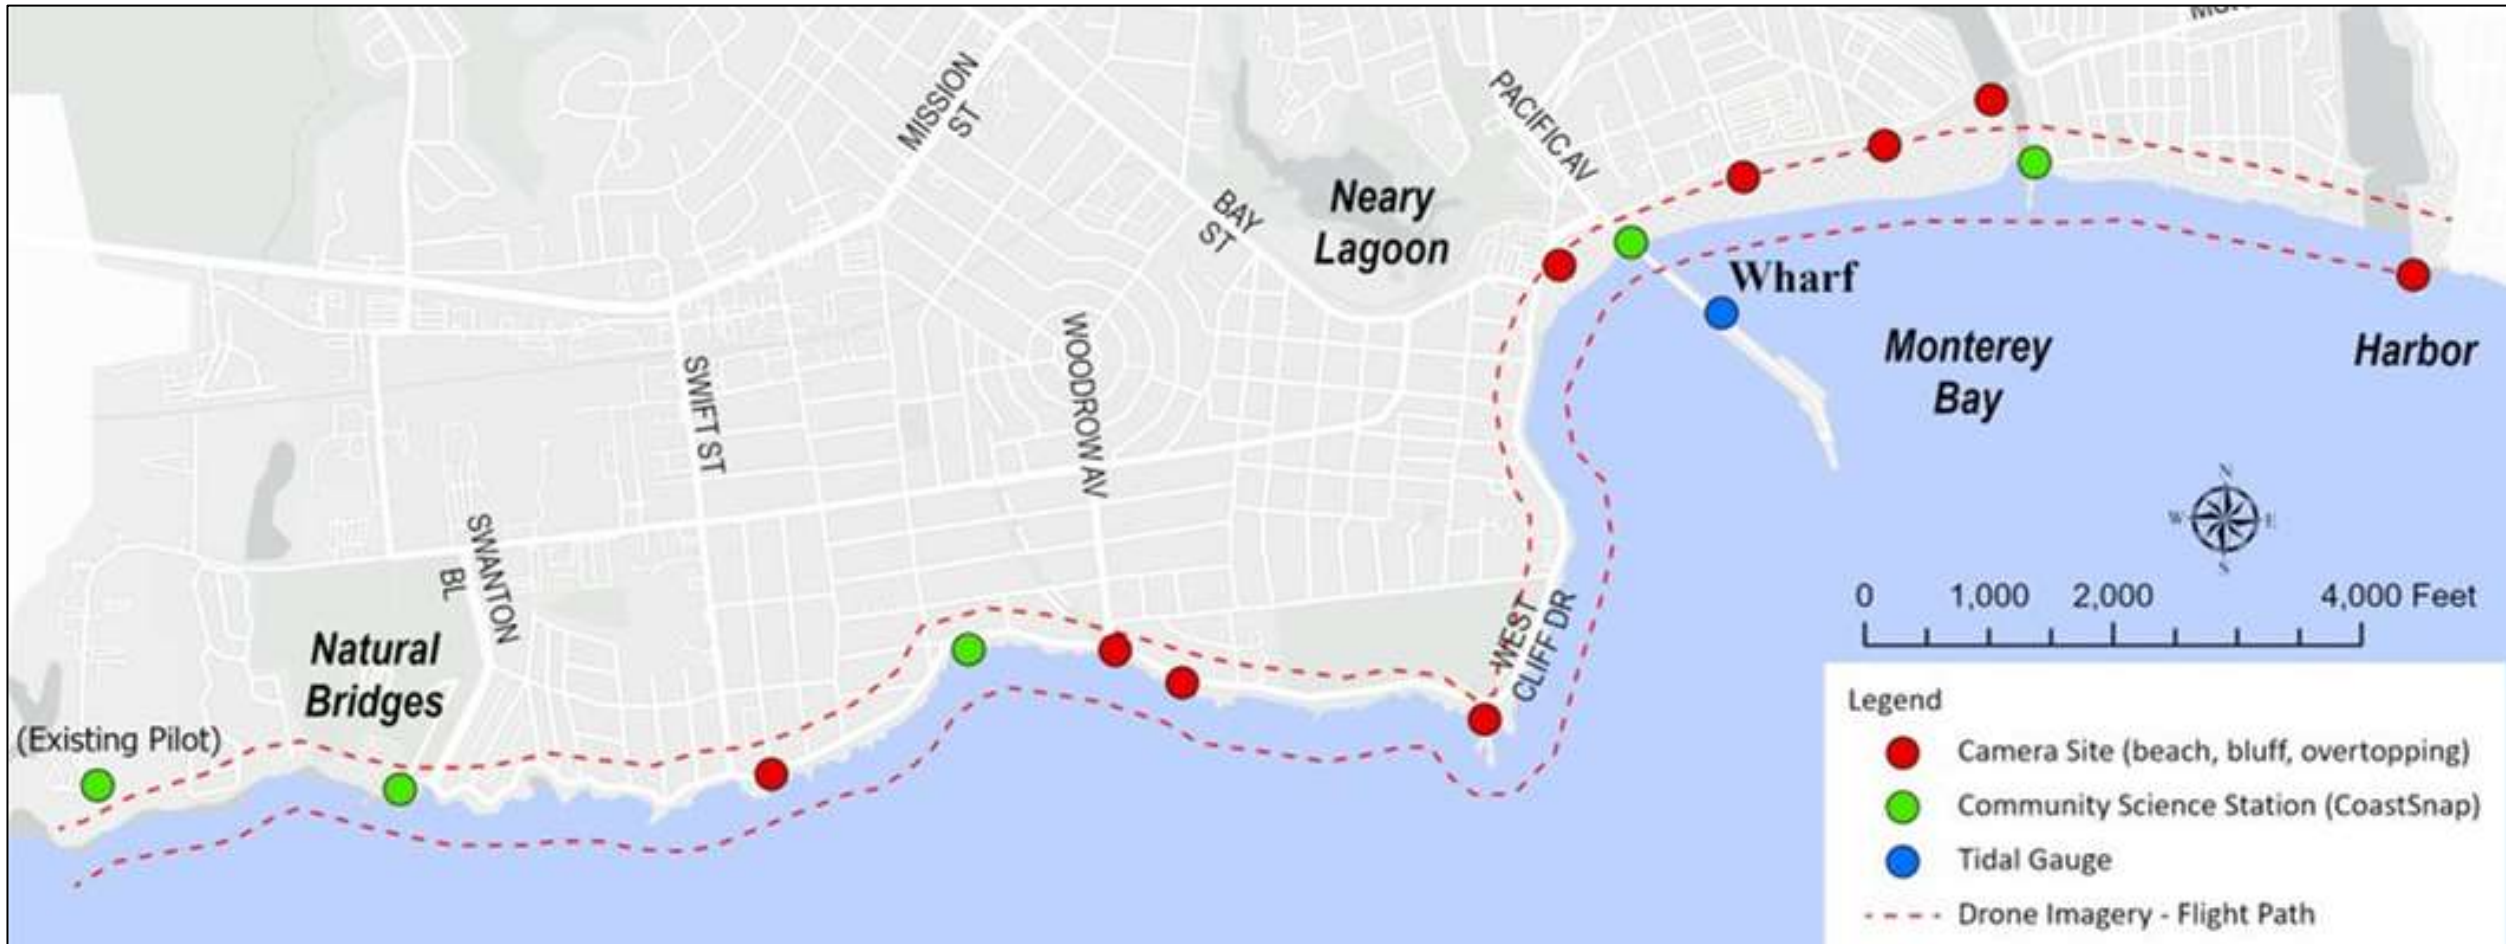 MISSION
ST
PACIFIC AV
BAY
ST
Neary
Lagoon
Wharf
Monterey
Bay
Harbor
WOODROW AV
SWIFT ST
SWANTON
BL
N
W
E
S
0 1,000 2,000 4,000 Feet
WEST
CLIFF DR
Natural
Bridges
(Existing Pilot)
Legend
Camera Site (beach, bluff, overtopping)
Community Science Station (CoastSnap)
Tidal Gauge
Drone Imagery - Flight Path